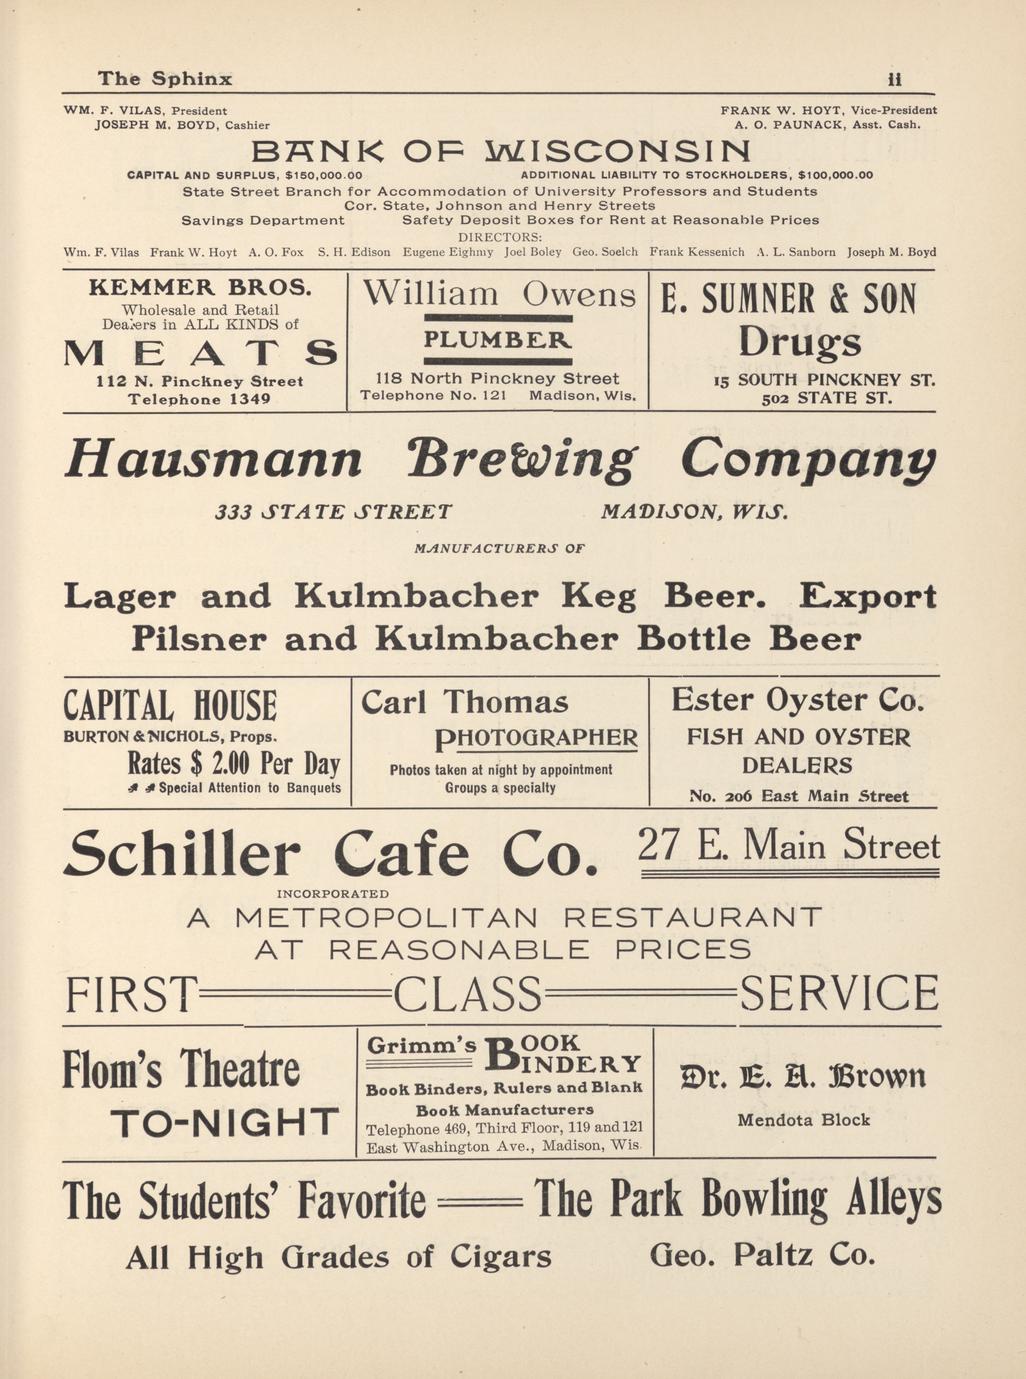 The Sphinx ii
WM. F. VILAS, President FRANK W. HOYT, Vice-President
JOSEPH M. BOYD, Cashier A. O. PAUNACK, Asst. Cash.
BANK OF WISCONSIN
CAPITAL AND SURPLUS, $150,000.00 ADDITIONAL LIABILITY TO STOCKHOLDERS, $100,000.00
State Street Branch for Accommodation of University Professors and Students
Cor. State, Johnson and Henry Streets
Savings Department Safety Deposit Boxes for Rent at Reasonable Prices
DIRECTORS:
Wm. F. Vilas Frank W. Hoyt A. O. Fox S. H. Edison Eugene Eighmy Joel Boley Geo. Soelch Frank Kessenich A. L. Sanborn Joseph M. Boyd
KEMMER BROS.
Wholesale and Retail
Dealers in ALL KINDS of
MEATS
112 N. Pinckney Street
Telephone 1349
William Owens
PLUMBER
118 North Pinckney Street
Telephone No. 121 Madison, Wis.
E. SUMNER & SON
Drugs
15 SOUTH PINCKNEY ST.
502 STATE ST.
Hausmann Brewing Company
333 STATE STREET MADISON, WIS.
MANUFACTURERS OF
Lager and Kulmbacher Keg Beer. Export
Pilsner and Kulmbacher Bottle Beer
CAPITAL HOUSE
BURTON & NICHOLS, Props.
Rates $ 2.00 Per Day
Special Attention to Banquets
Carl Thomas
PHOTOGRAPHER
Photos taken at night by appointment
Groups a specialty
Ester Oyster Co.
FISH AND OYSTER
DEALERS
No. 206 East Main Street
Schiller Cafe Co. 27 E. Main Street
INCORPORATED
A METROPOLITAN RESTAURANT
AT REASONABLE PRICES
FIRST CLASS SERVICE
Flom's Theatre
TO-NIGHT
Grimm's BOOK
BINDERY
Book Binders, Rulers and Blank
Book Manufacturers
Telephone 469, Third Floor, 119 and 121
East Washington Ave., Madison, Wis.
Dr. E. A. Brown
Mendota Block
The Students' Favorite The Park Bowling Alleys
All High Grades of Cigars Geo. Paltz Co.